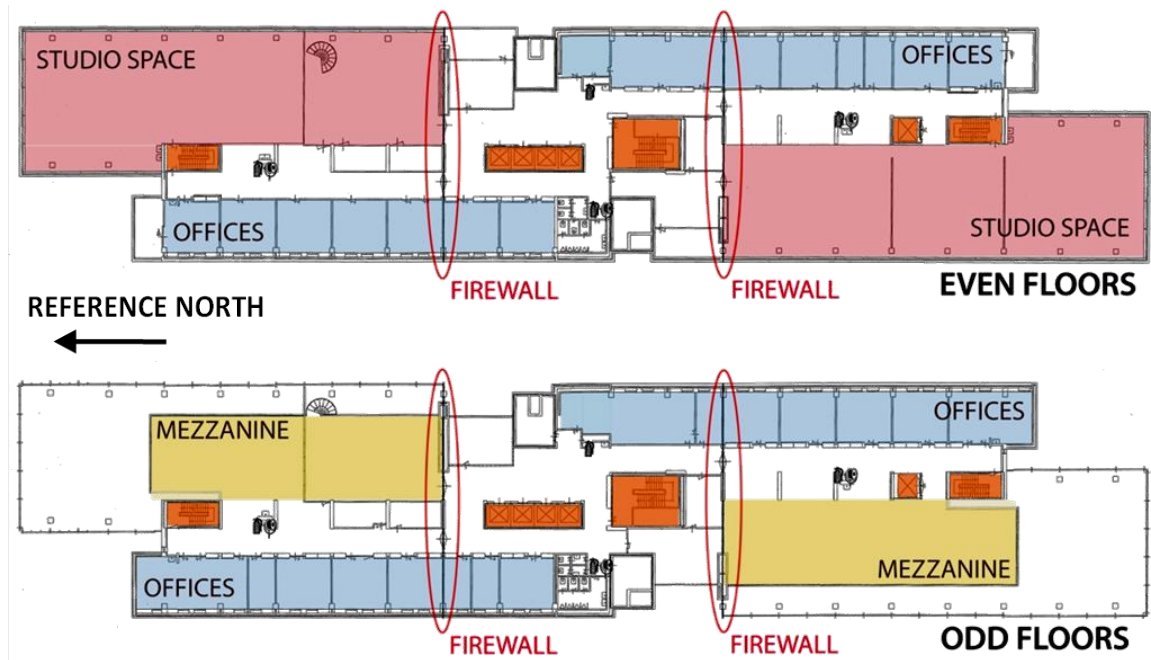 STUDIO SPACE
OFFICES
OFFICES
STUDIO SPACE
FIREWALL
FIREWALL
EVEN FLOORS
REFERENCE NORTH
MEZZANINE
OFFICES
OFFICES
MEZZANINE
FIREWALL
FIREWALL
ODD FLOORS